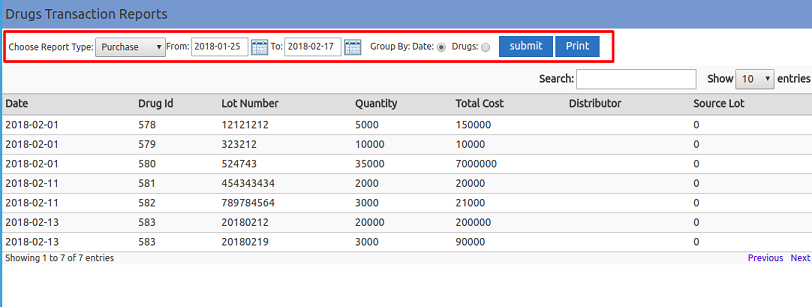 Drugs Transaction Reports
Choose Report Type: Purchase From: 2018-01-25 To: 2018-02-17 Group By: Date: Drugs: submit Print
Search: Show 10 entries
Date Drug Id Lot Number Quantity Total Cost Distributor Source Lot
2018-02-01 578 12121212 5000 150000 0
2018-02-01 579 323212 10000 10000 0
2018-02-01 580 524743 35000 7000000 0
2018-02-11 581 454343434 2000 20000 0
2018-02-11 582 789784564 3000 21000 0
2018-02-13 583 20180212 20000 200000 0
2018-02-13 583 20180219 3000 90000 0
Showing 1 to 7 of 7 entries Previous Next